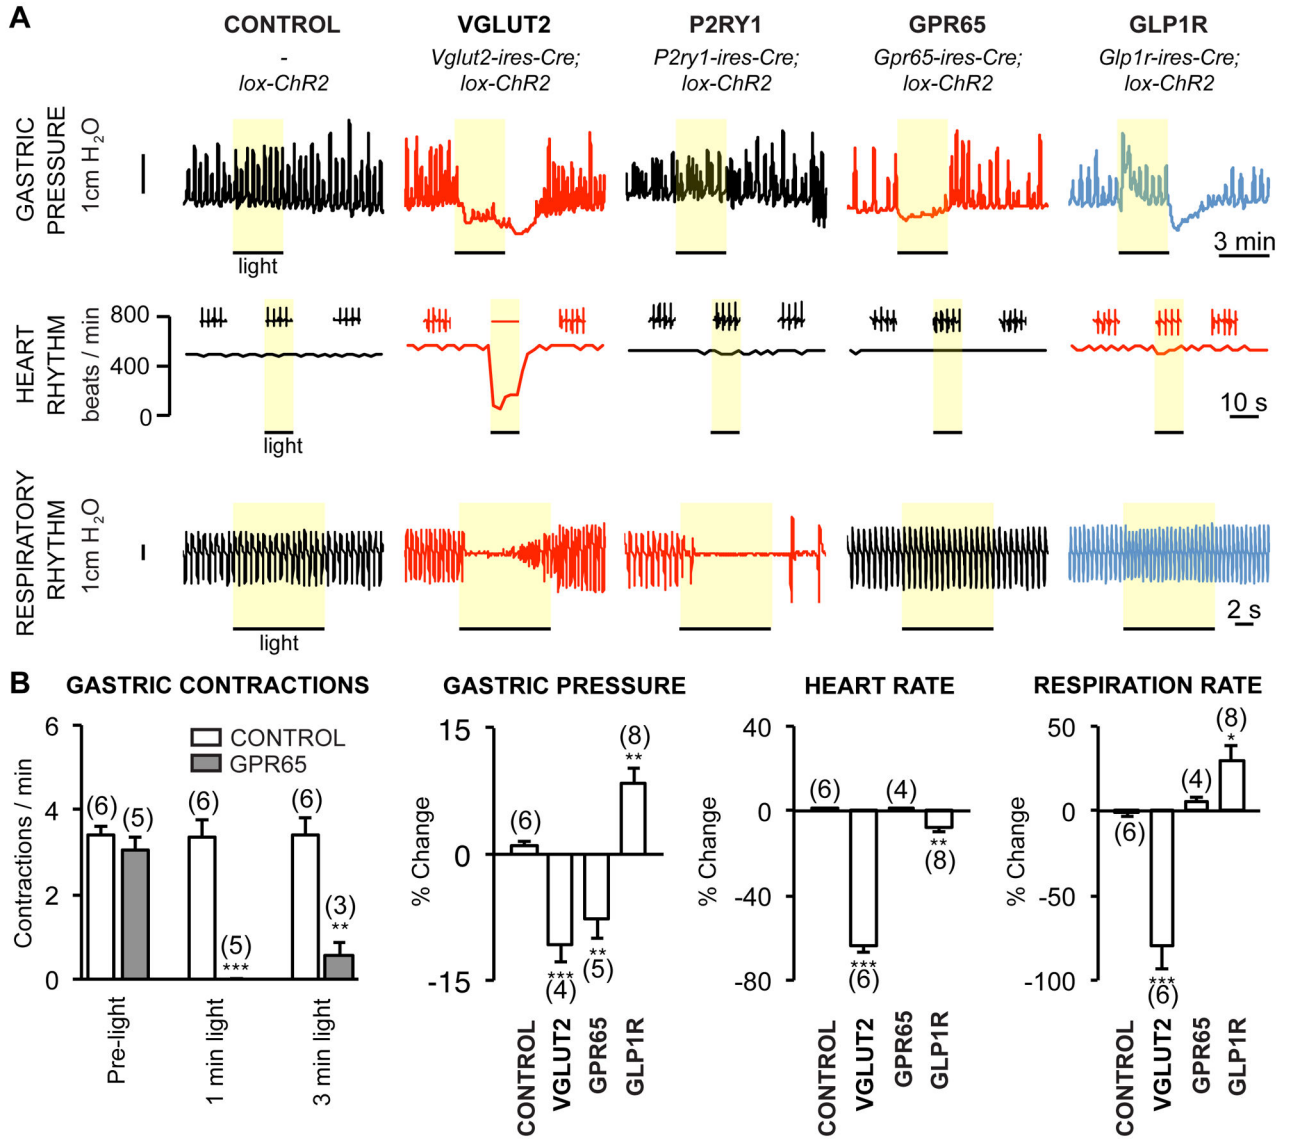 A
CONTROL
-
lox-ChR2
VGLUT2
Vglut2-ires-Cre;
lox-ChR2
P2RY1
P2ry1-ires-Cre;
lox-ChR2
GPR65
Gpr65-ires-Cre;
lox-ChR2
GLP1R
Glp1r-ires-Cre;
lox-ChR2
GASTRIC
PRESSURE
1cm H2O
light
3 min
HEART
RHYTHM
beats / min
800
400
0
light
10 s
RESPIRATORY
RHYTHM
1cm H2O
light
2 s
B
GASTRIC CONTRACTIONS
Contractions / min
6
4
2
0
CONTROL
GPR65
(6)
(5)
(6)
(5)
***
(6)
(3)
**
Pre-light
1 min light
3 min light
GASTRIC PRESSURE
% Change
15
0
-15
(6)
***
(4)
**
(5)
(8)
**
CONTROL
VGLUT2
GPR65
GLP1R
HEART RATE
% Change
40
0
-40
-80
(6)
***
(6)
(4)
**
(8)
CONTROL
VGLUT2
GPR65
GLP1R
RESPIRATION RATE
% Change
50
0
-50
-100
(6)
***
(6)
(4)
(8)
*
CONTROL
VGLUT2
GPR65
GLP1R